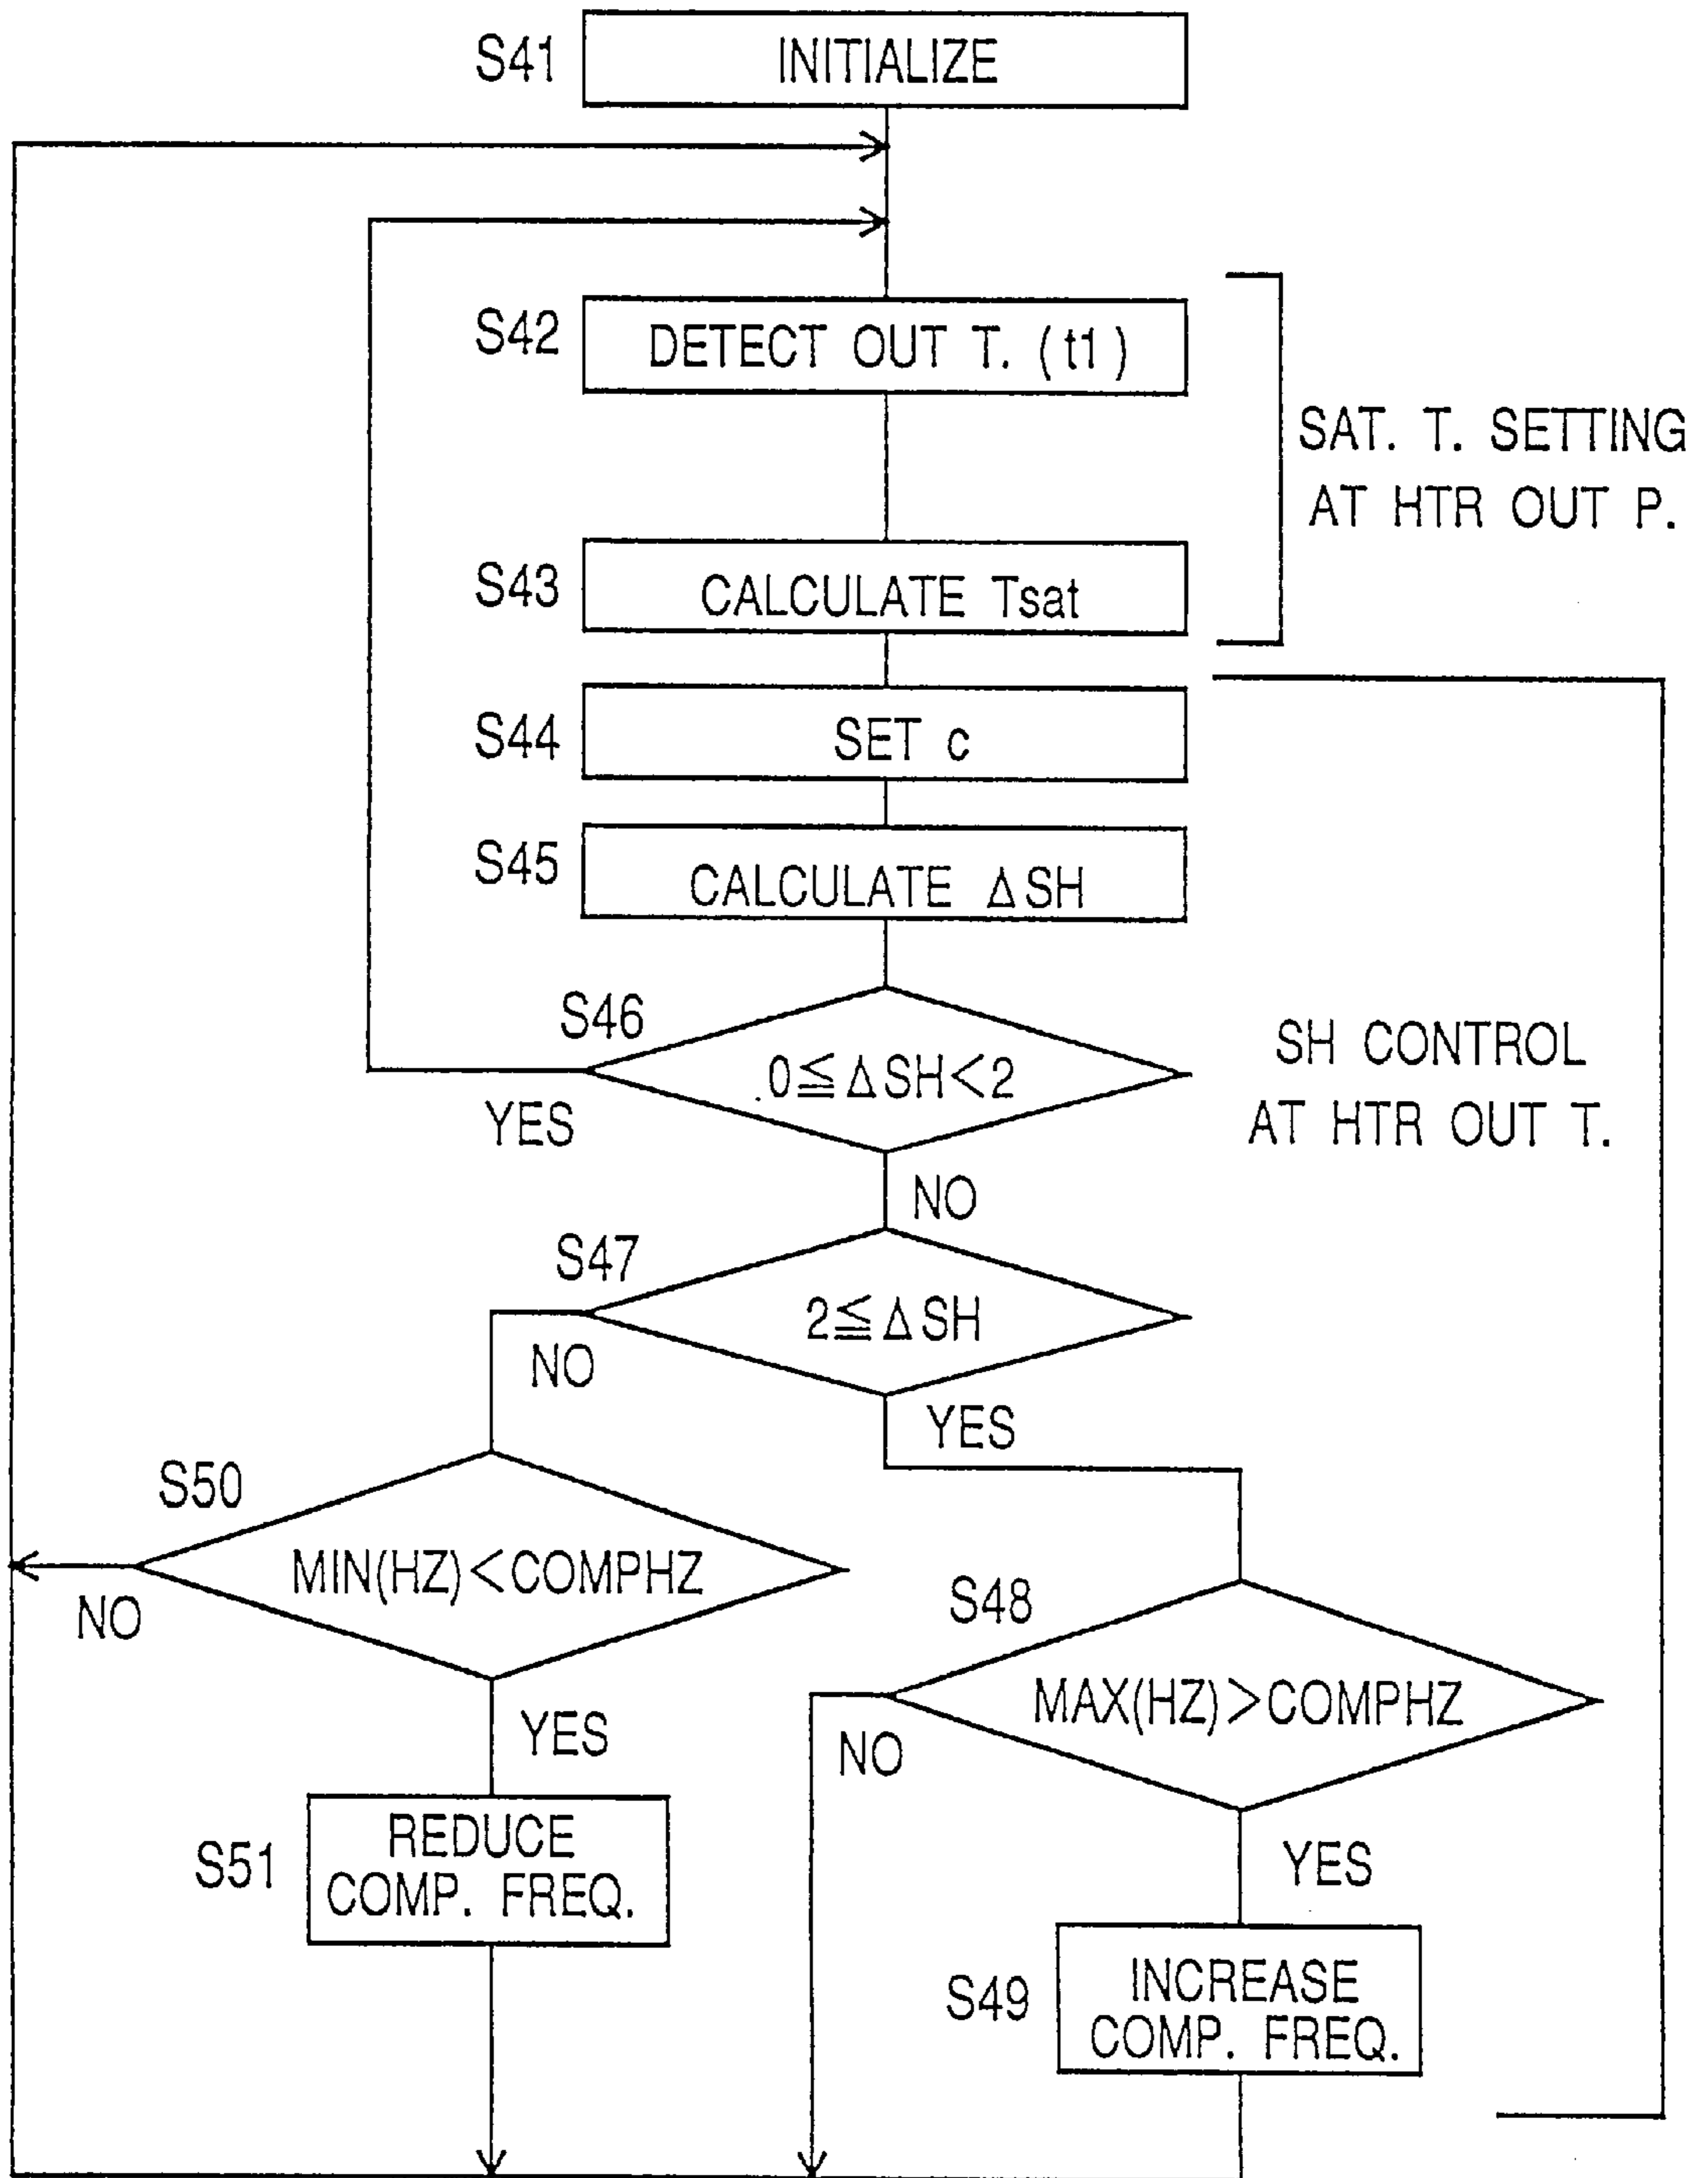 S41
INITIALIZE
S42
DETECT OUT T. (t1)
SAT. T. SETTING
AT HTR OUT P.
S43
CALCULATE Tsat
S44
SET c
S45
CALCULATE ΔSH
S46
0≦ΔSH<2
YES
NO
SH CONTROL
AT HTR OUT T.
S47
2≦ΔSH
NO
YES
S50
MIN(HZ)<COMPHZ
NO
YES
S48
MAX(HZ)>COMPHZ
NO
YES
S51
REDUCE
COMP. FREQ.
S49
INCREASE
COMP. FREQ.